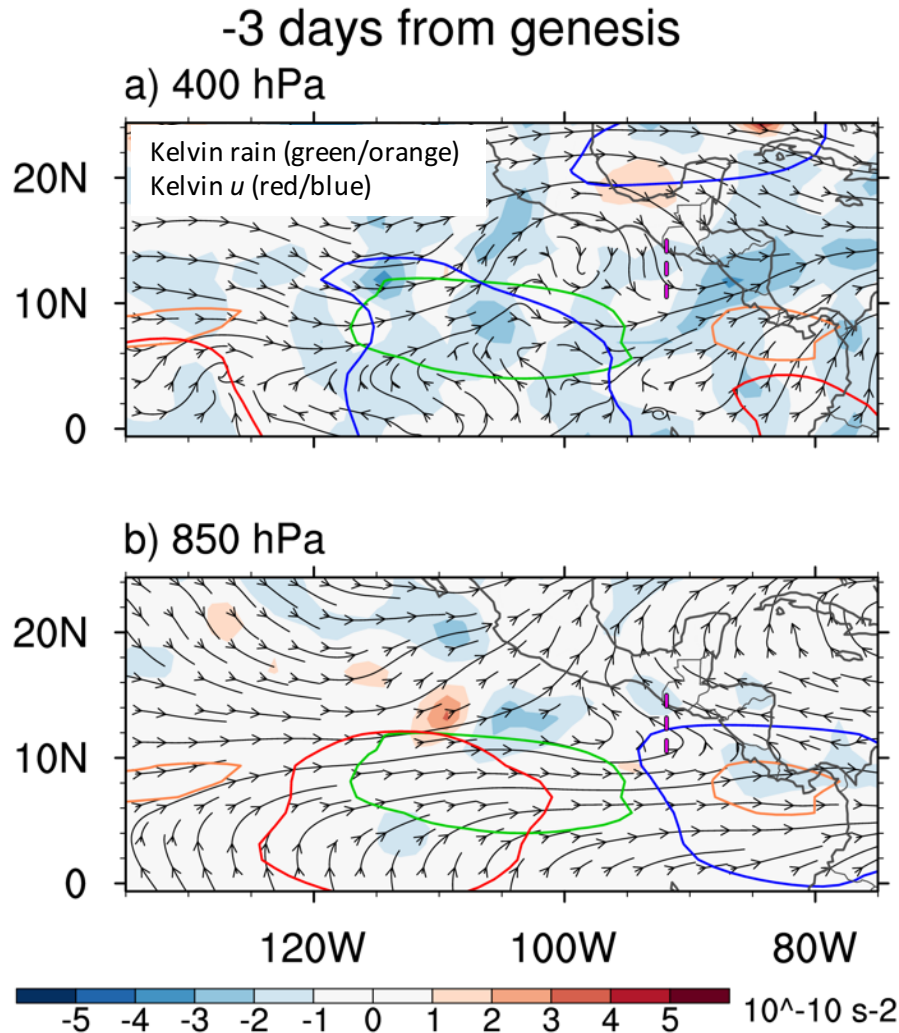 -3 days from genesis
a) 400 hPa
Kelvin rain (green/orange)
Kelvin u (red/blue)
20N
10N
0
b) 850 hPa
20N
10N
0
120W 100W 80W
-5 -4 -3 -2 -1 0 1 2 3 4 5 10^-10 s-2